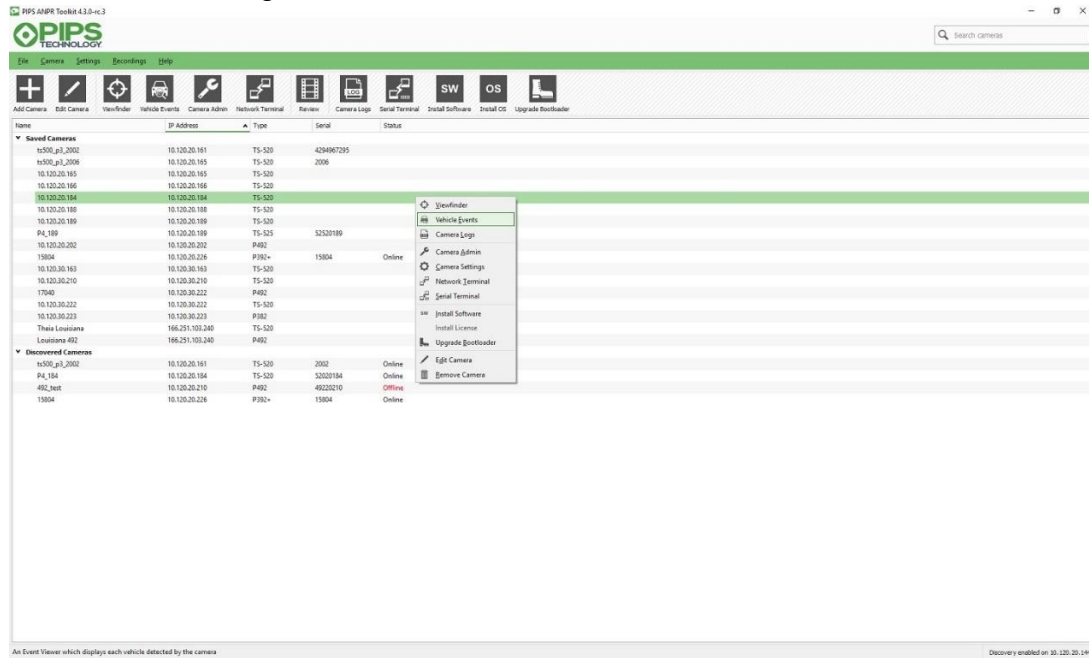 PIPS ANPR Toolkit 4.3.0-rc.3
PIPS
TECHNOLOGY
Search cameras
File Camera Settings Recordings Help
LOG SW OS
Add Camera Edit Camera Viewfinder Vehicle Events Camera Admin Network Terminal Review Camera Logs Serial Terminal Install Software Install OS Upgrade Bootloader
Name IP Address Type Serial Status
Saved Cameras
ts500_p3_2002 10.120.20.161 TS-520 4294967295
ts500_p3_2006 10.120.20.165 TS-520 2006
10.120.20.165 10.120.20.165 TS-520
10.120.20.166 10.120.20.166 TS-520
10.120.20.184 10.120.20.184 TS-520
10.120.20.188 10.120.20.188 TS-520
10.120.20.189 10.120.20.189 TS-520
P4_189 10.120.20.189 TS-525 52520189
10.120.20.202 10.120.20.202 P492
15804 10.120.20.226 P392+ 15804 Online
10.120.30.163 10.120.30.163 TS-520
10.120.30.210 10.120.30.210 TS-520
17040 10.120.30.222 P492
10.120.30.222 10.120.30.222 TS-520
10.120.30.223 10.120.30.223 P382
Theia Louisiana 166.251.103.240 TS-520
Louisiana 492 166.251.103.240 P492
Discovered Cameras
ts500_p3_2002 10.120.20.161 TS-520 2002 Online
P4_184 10.120.20.184 TS-520 52020184 Online
492_test 10.120.20.210 P492 49220210 Offline
15804 10.120.20.226 P392+ 15804 Online
Viewfinder
Vehicle Events
Camera Logs
Camera Admin
Camera Settings
Network Terminal
Serial Terminal
SW Install Software
Install License
Upgrade Bootloader
Edit Camera
Remove Camera
An Event Viewer which displays each vehicle detected by the camera
Discovery enabled on 10.120.20.14